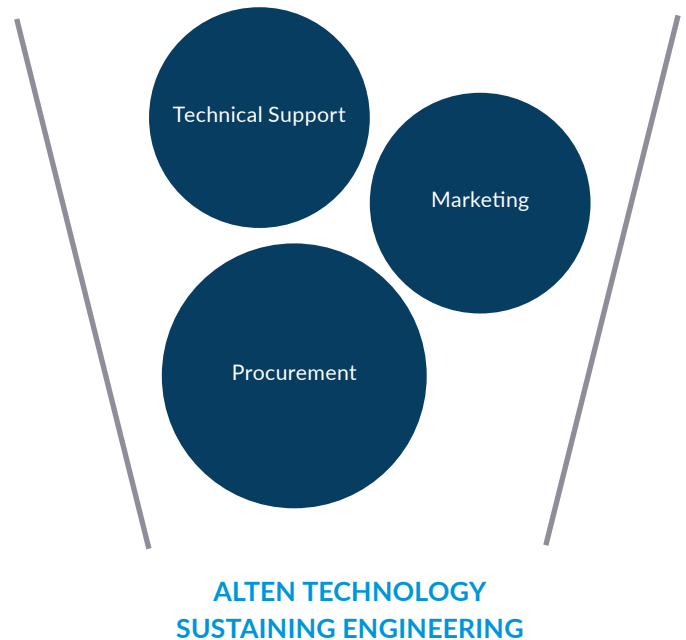 Technical Support
Marketing
Procurement
ALTEN TECHNOLOGY
SUSTAINING ENGINEERING